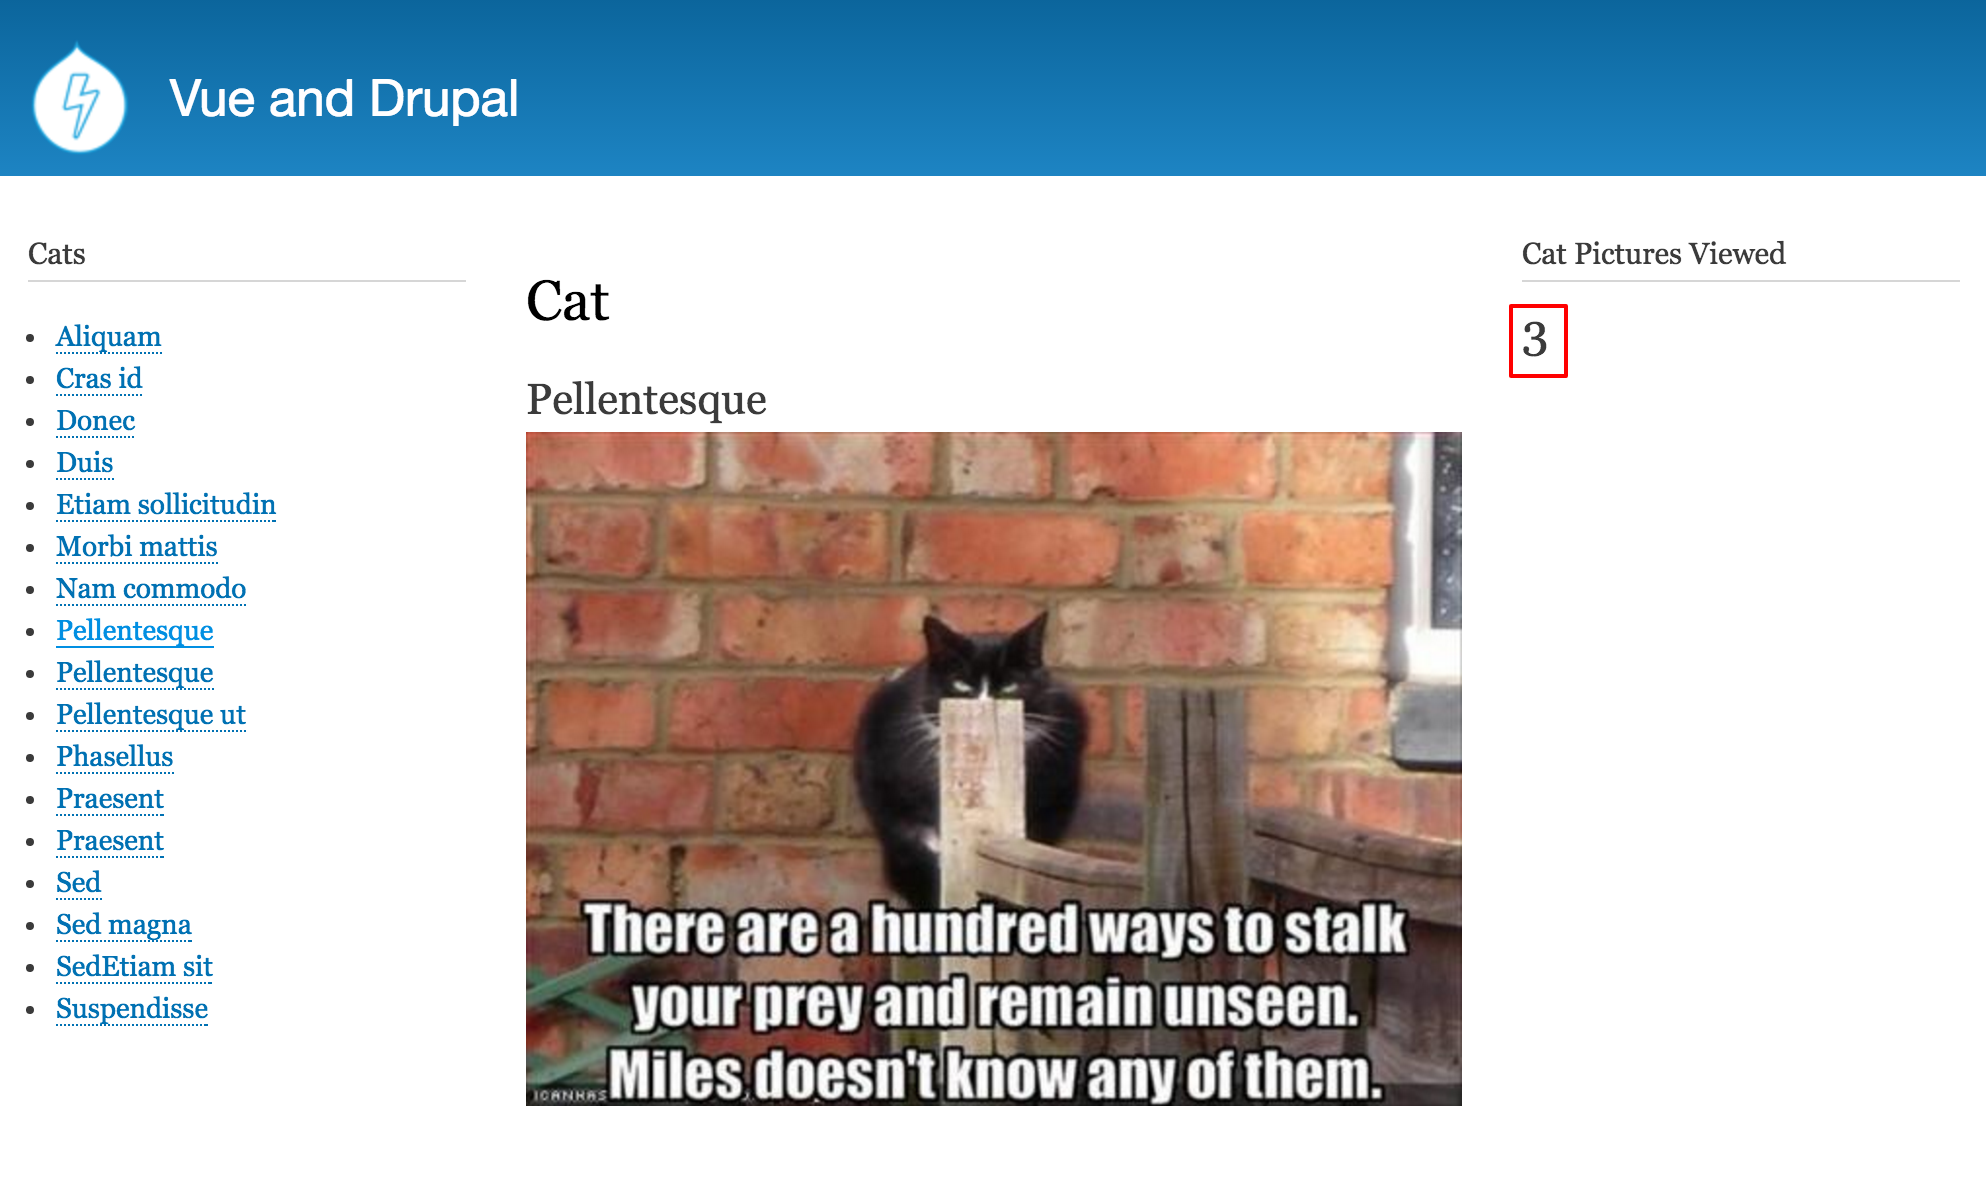 Vue and Drupal
Cats
Aliquam
Cras id
Donec
Duis
Etiam sollicitudin
Morbi mattis
Nam commodo
Pellentesque
Pellentesque
Pellentesque ut
Phasellus
Praesent
Praesent
Sed
Sed magna
SedEtiam sit
Suspendisse
Cat
Pellentesque
There are a hundred ways to stalk
your prey and remain unseen.
Miles doesn't know any of them.
Cat Pictures Viewed
3